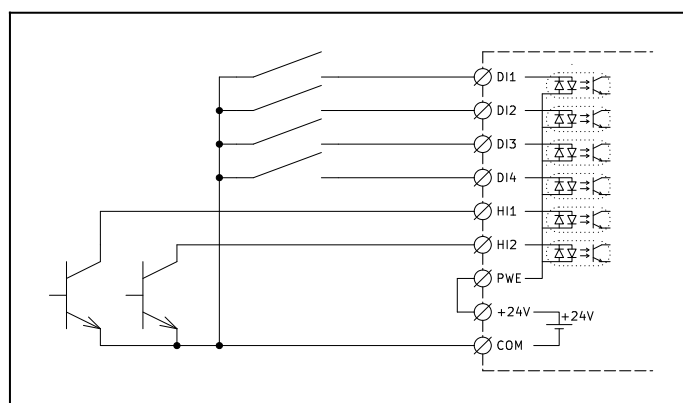 DI1
DI2
DI3
DI4
HI1
HI2
PWE
+24V
+24V
COM